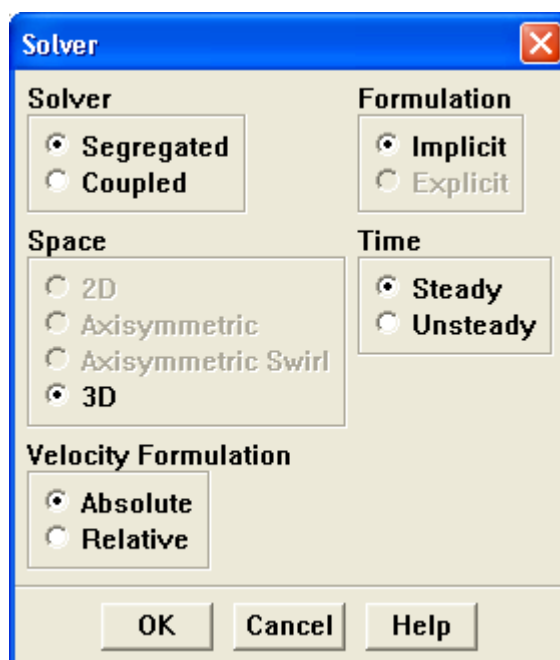 Solver
Solver
Segregated
Coupled
Formulation
Implicit
Explicit
Space
2D
Axisymmetric
Axisymmetric Swirl
3D
Time
Steady
Unsteady
Velocity Formulation
Absolute
Relative
OK
Cancel
Help